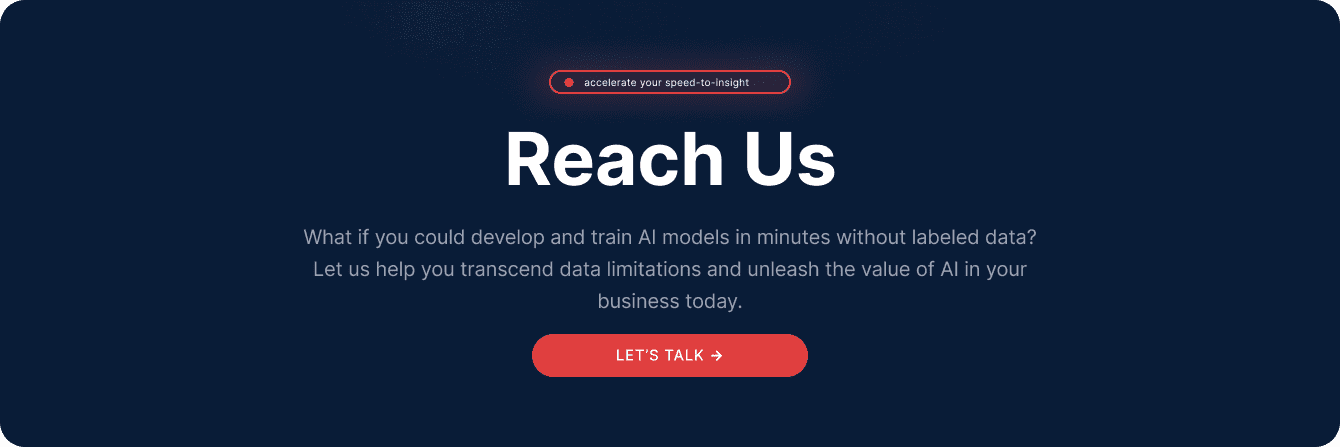 accelerate your speed-to-insight
Reach Us
What if you could develop and train AI models in minutes without labeled data?
Let us help you transcend data limitations and unleash the value of AI in your
business today.
LET'S TALK →